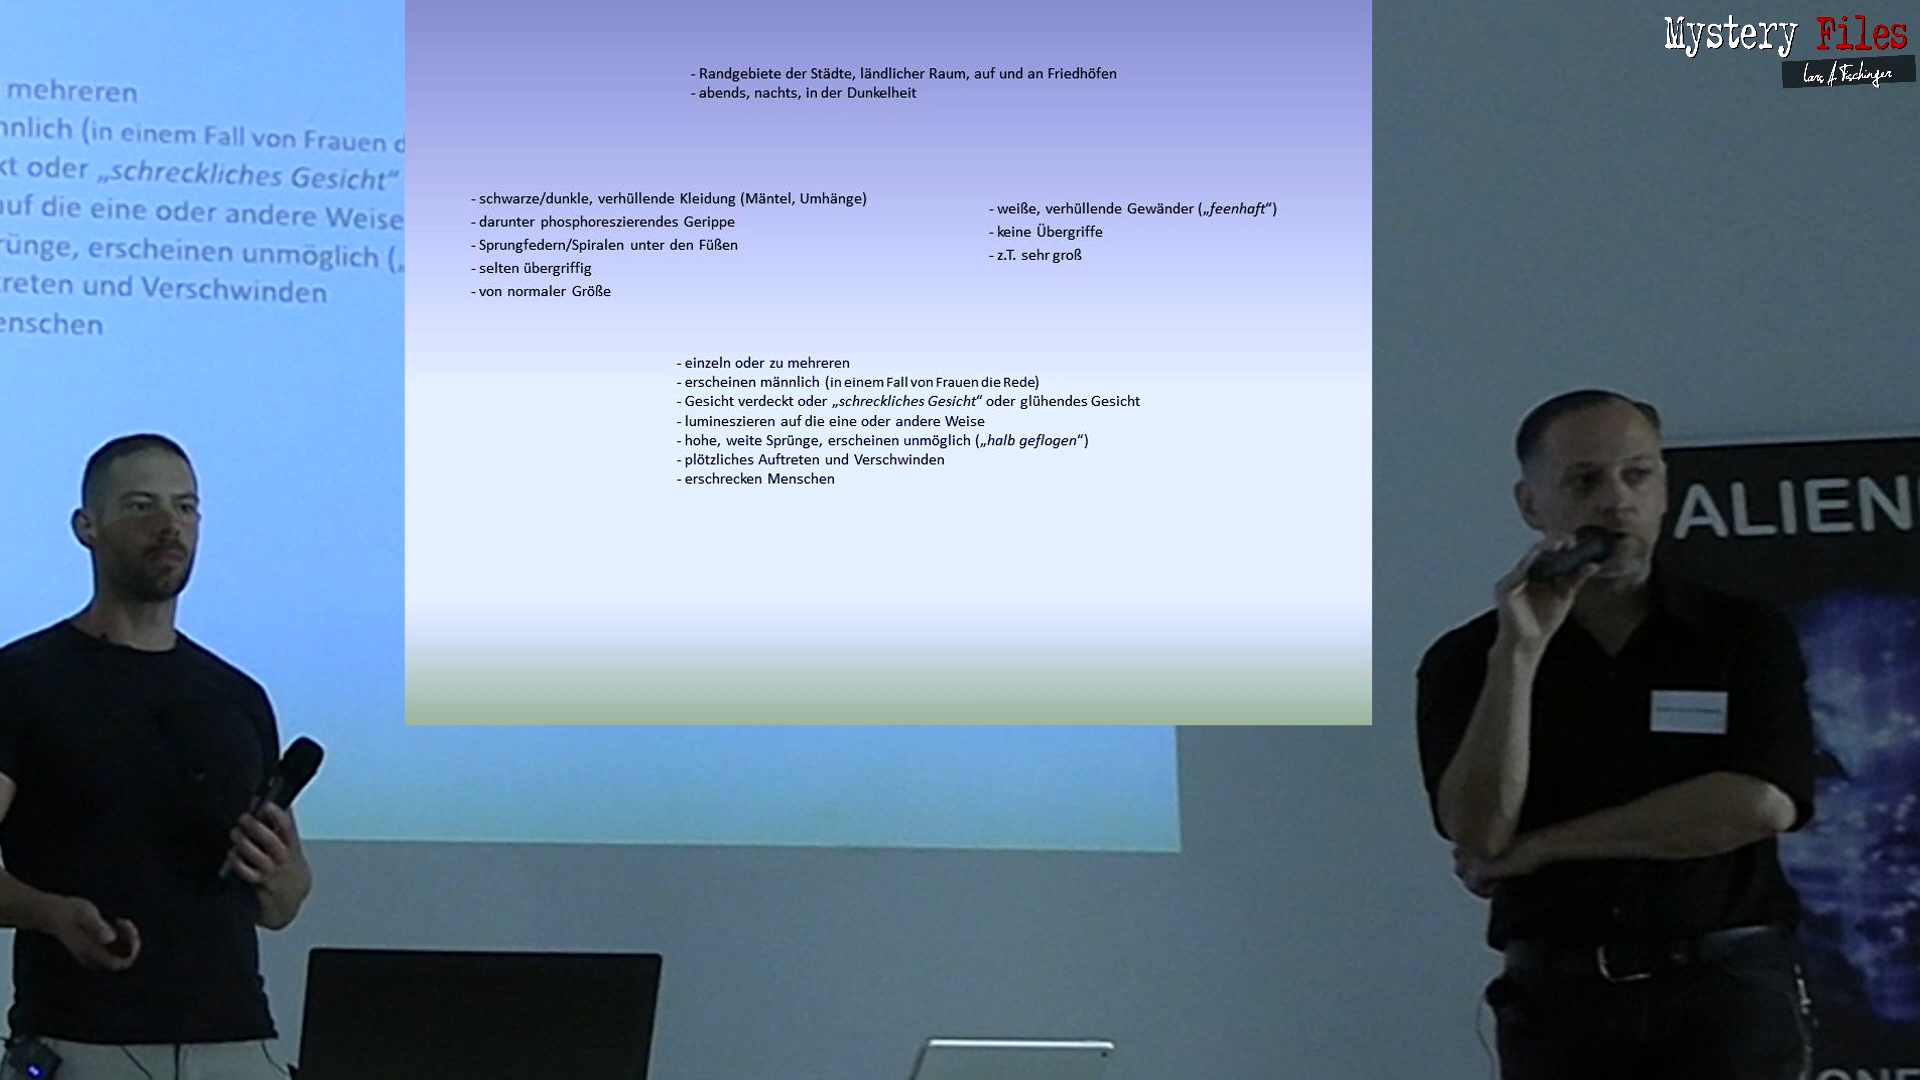 Mystery Files
Lars A. Fischinger
- Randgebiete der Städte, ländlicher Raum, auf und an Friedhöfen
- abends, nachts, in der Dunkelheit
- schwarze/dunkle, verhüllende Kleidung (Mäntel, Umhänge)
- darunter phosphoreszierendes Gerippe
- Sprungfedern/Spiralen unter den Füßen
- selten übergriffig
- von normaler Größe
- weiße, verhüllende Gewänder („feenhaft“)
- keine Übergriffe
- z.T. sehr groß
- einzeln oder zu mehreren
- erscheinen männlich (in einem Fall von Frauen die Rede)
- Gesicht verdeckt oder „schreckliches Gesicht“ oder glühendes Gesicht
- lumineszieren auf die eine oder andere Weise
- hohe, weite Sprünge, erscheinen unmöglich („halb geflogen“)
- plötzliches Auftreten und Verschwinden
- erschrecken Menschen
mehreren
nnlich (in einem Fall von Frauen d
kt oder „schreckliches Gesicht“
auf die eine oder andere Weise
rünge, erscheinen unmöglich („
treten und Verschwinden
enschen
ALIEN